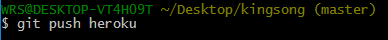 WRS@DESKTOP-VT4H09T ~/Desktop/kingsong (master)
$ git push heroku